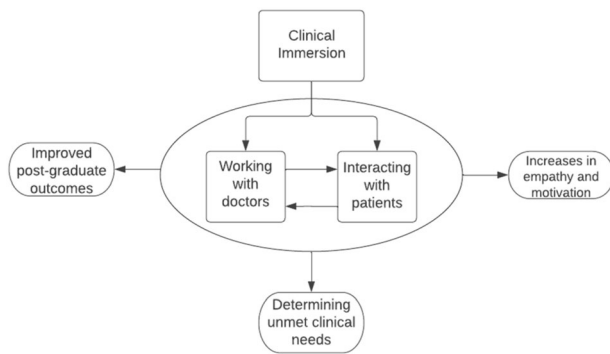 Clinical
Immersion
Improved
post-graduate
outcomes
Working
with
doctors
Interacting
with
patients
Increases in
empathy and
motivation
Determining
unmet clinical
needs